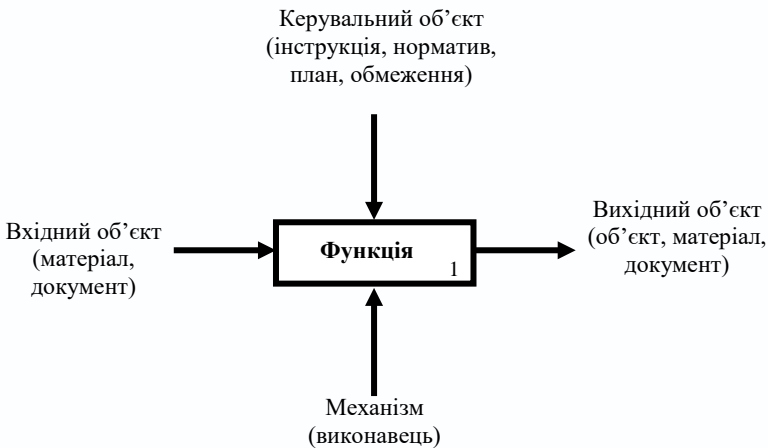 Керувальний об’єкт
(інструкція, норматив,
план, обмеження)
Вхідний об’єкт
(матеріал,
документ)
Функція
1
Вихідний об’єкт
(об’єкт, матеріал,
документ)
Механізм
(виконавець)